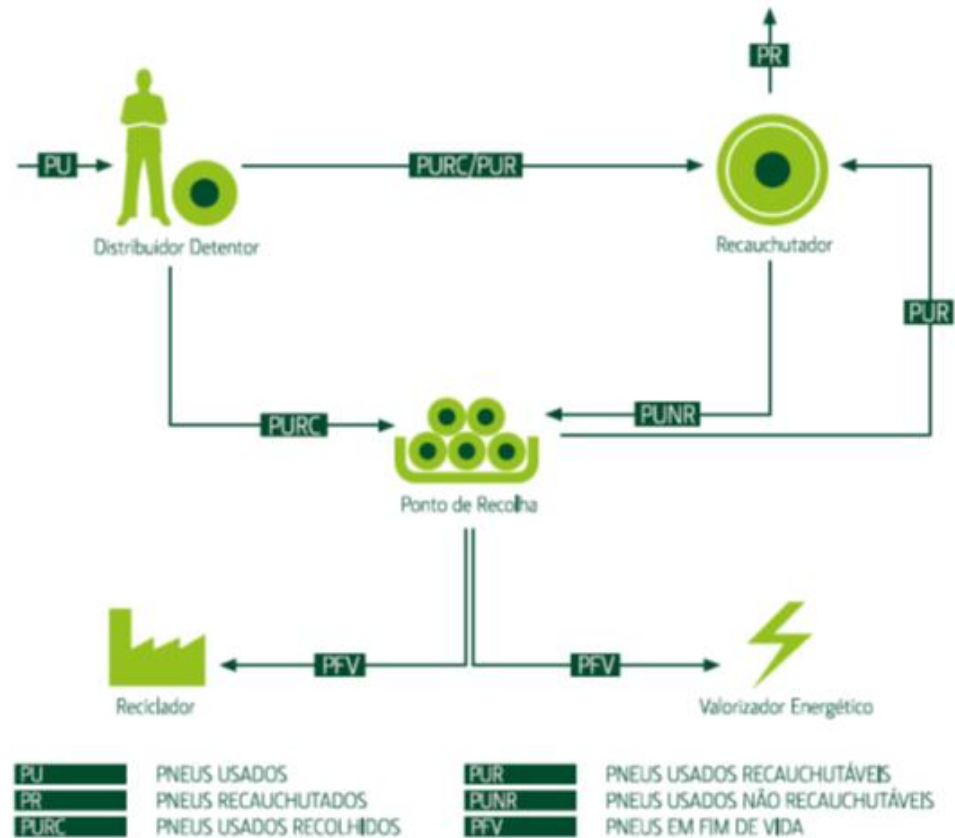 PR
PU
PURC/PUR
Distribuidor Detentor
Recauchutador
PUR
PURC
PUNR
Ponto de Recolha
PFV
PFV
Reciclador
Valorizador Energético
PU PNEUS USADOS
PR PNEUS RECAUCHUTADOS
PURC PNEUS USADOS RECOLHIDOS
PUR PNEUS USADOS RECAUCHUTÁVEIS
PUNR PNEUS USADOS NÃO RECAUCHUTÁVEIS
PFV PNEUS EM FIM DE VIDA